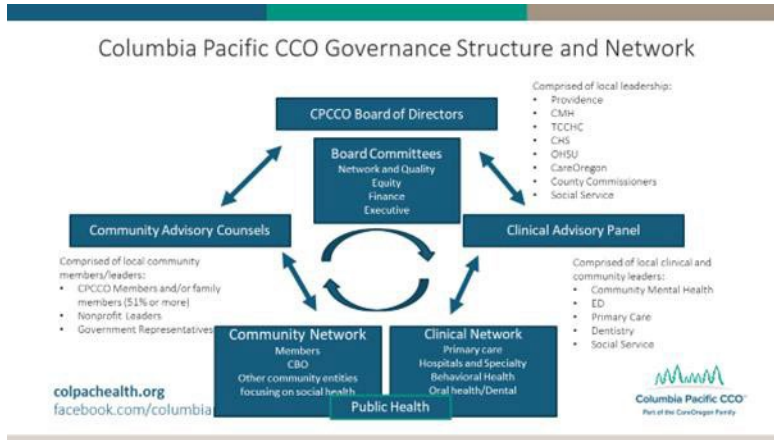 Columbia Pacific CCO Governance Structure and Network
CPCCO Board of Directors
Comprised of local leadership:
• Providence
• CMH
• TCCHC
• CHS
• OHSU
• CareOregon
• County Commissioners
• Social Service
Board Committees
Network and Quality
Equity
Finance
Executive
Community Advisory Counsels
Clinical Advisory Panel
Comprised of local community
members/leaders:
• CPCCO Members and/or family
members (51% or more)
• Nonprofit Leaders
• Government Representatives
Comprised of local clinical and
community leaders:
• Community Mental Health
• ED
• Primary Care
• Dentistry
• Social Service
Community Network
Members
CBO
Other community entities
focusing on social health
Clinical Network
Primary care
Hospitals and Specialty
Behavioral Health
Oral health/Dental
Public Health
colpachealth.org
facebook.com/columbia
Columbia Pacific CCO™
Part of the CareOregon Family